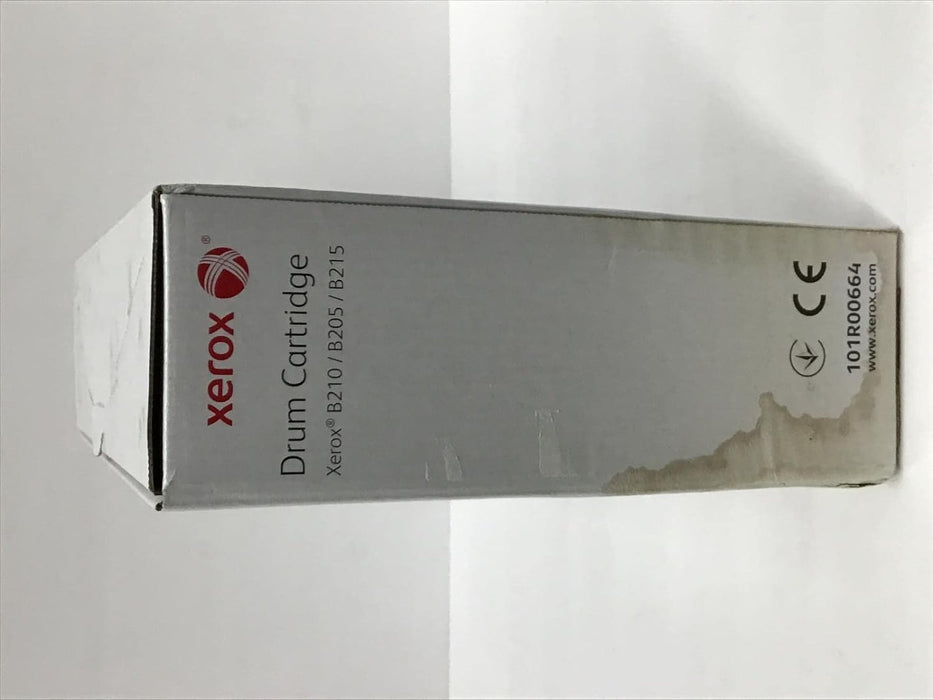 xerox ®
Drum Cartridge
Xerox® B210 / B205 / B215
CE
101R00664
www.xerox.com